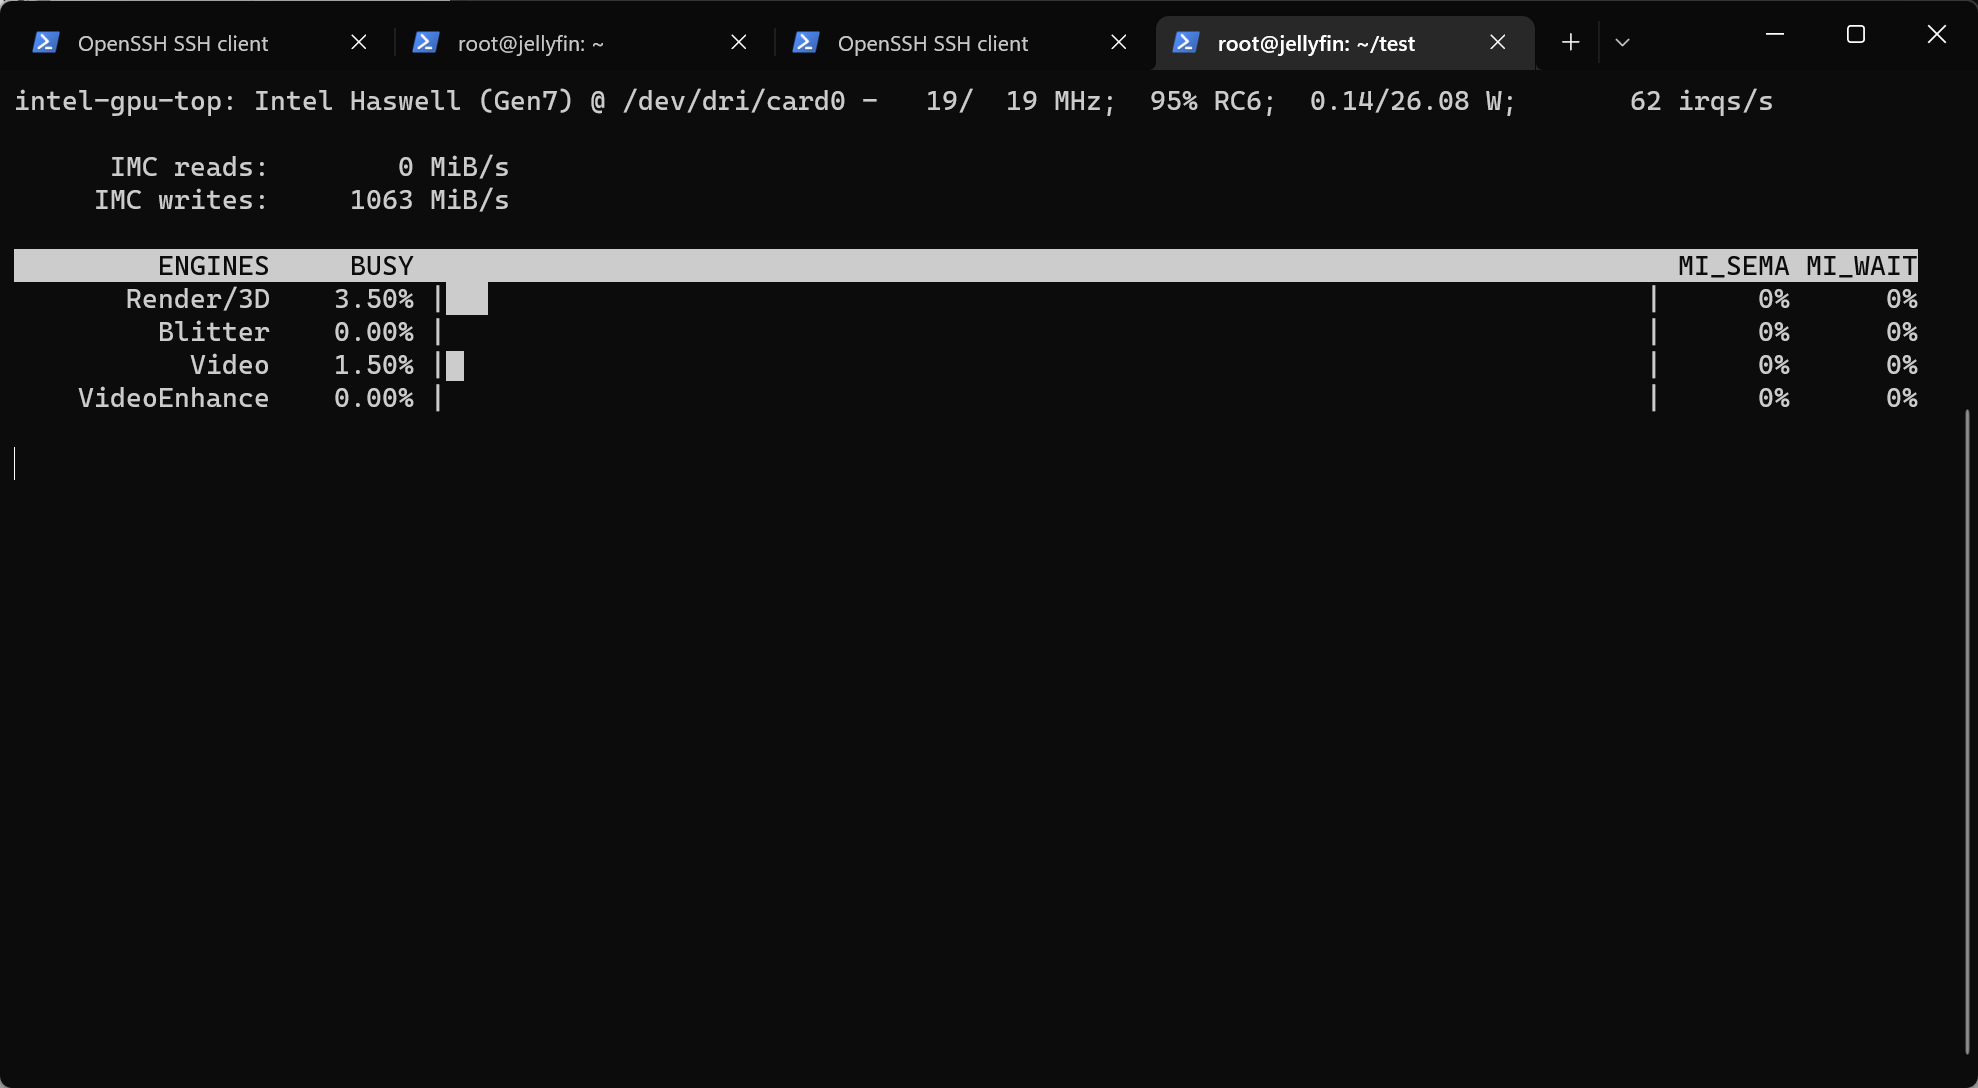 OpenSSH SSH client root@jellyfin: ~ OpenSSH SSH client root@jellyfin: ~/test
intel-gpu-top: Intel Haswell (Gen7) @ /dev/dri/card0 - 19/ 19 MHz; 95% RC6; 0.14/26.08 W; 62 irqs/s
IMC reads: 0 MiB/s
IMC writes: 1063 MiB/s
ENGINES BUSY MI_SEMA MI_WAIT
Render/3D 3.50% | | 0% 0%
Blitter 0.00% | | 0% 0%
Video 1.50% | | 0% 0%
VideoEnhance 0.00% | | 0% 0%